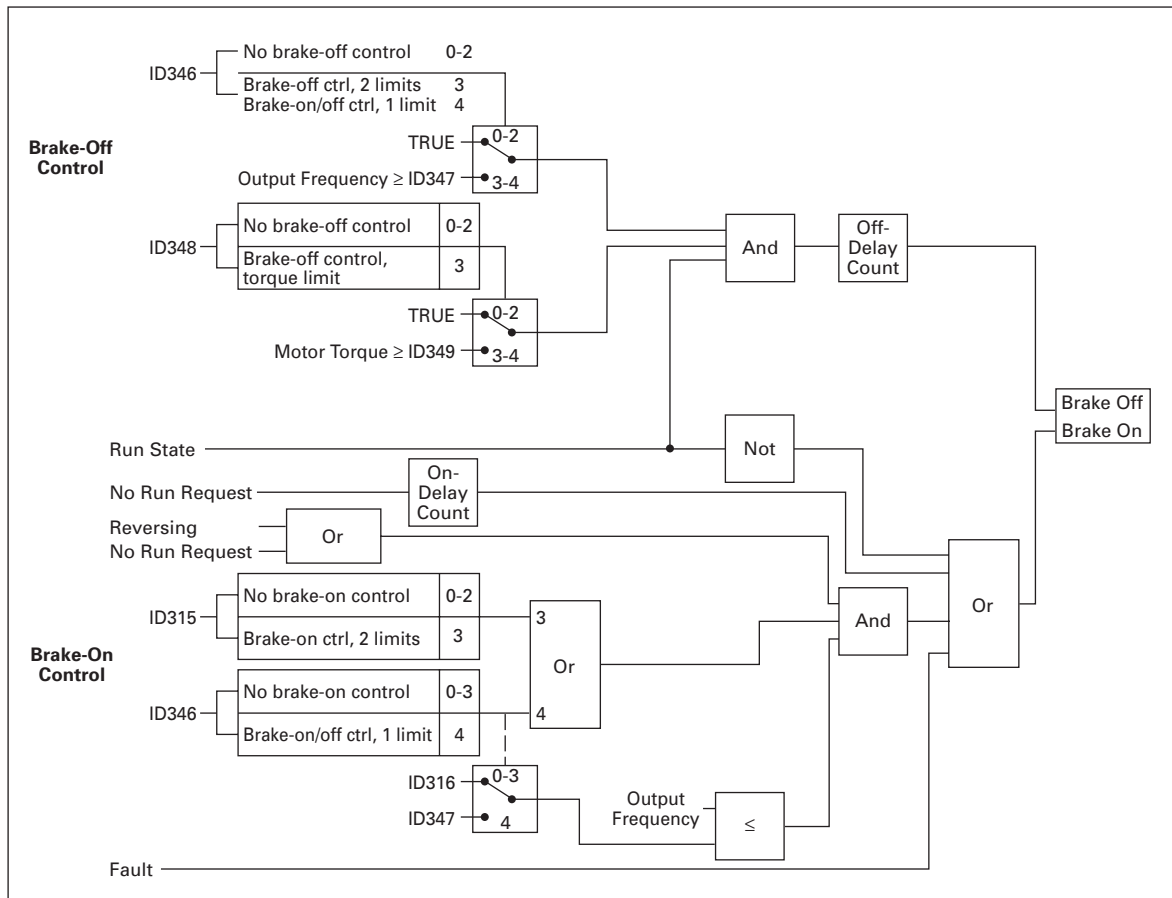 No brake-off control 0-2
ID346
Brake-off ctrl, 2 limits 3
Brake-on/off ctrl, 1 limit 4
Brake-Off
Control
TRUE
0-2
Output Frequency ≥ ID347
3-4
No brake-off control 0-2
ID348
Brake-off control,
torque limit
3
And
Off-
Delay
Count
TRUE
0-2
Motor Torque ≥ ID349
3-4
Brake Off
Brake On
Run State
Not
No Run Request
On-
Delay
Count
Reversing
No Run Request
Or
No brake-on control 0-2
ID315
Brake-on ctrl, 2 limits 3
3
Or
4
And
Or
Brake-On
Control
No brake-on control 0-3
ID346
Brake-on/off ctrl, 1 limit 4
ID316
0-3
ID347
4
Output
Frequency
≤
Fault